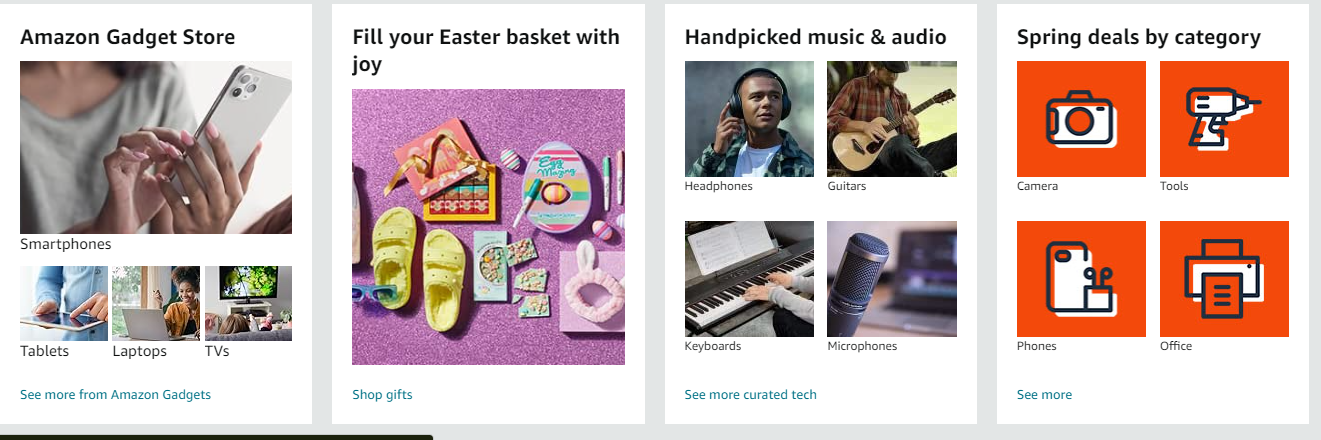 Amazon Gadget Store
Smartphones
Tablets
Laptops
TVs
See more from Amazon Gadgets
Fill your Easter basket with
joy
Egg
Mazing
Shop gifts
Handpicked music & audio
Headphones
Guitars
Keyboards
Microphones
See more curated tech
Spring deals by category
Camera
Tools
Phones
Office
See more